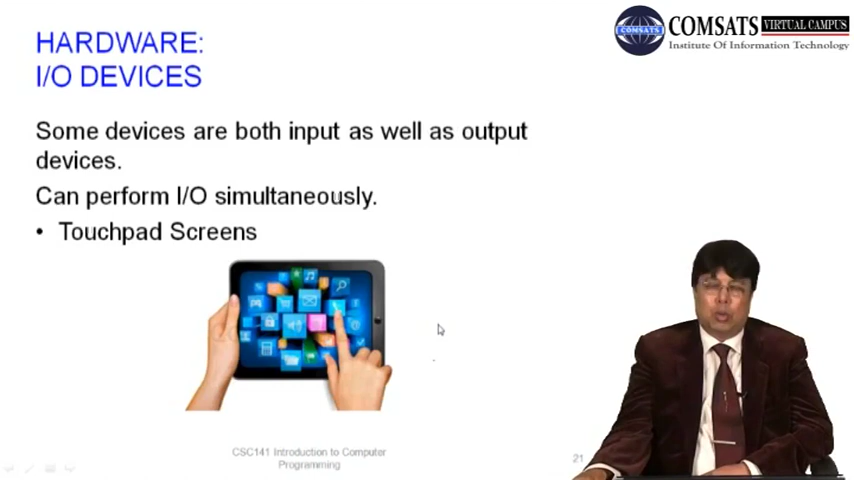 HARDWARE:
I/O DEVICES
COMSATS
COMSATS VIRTUAL CAMPUS
Institute Of Information Technology
Some devices are both input as well as output
devices.
Can perform I/O simultaneously.
• Touchpad Screens
CSC141 Introduction to Computer
Programming
21